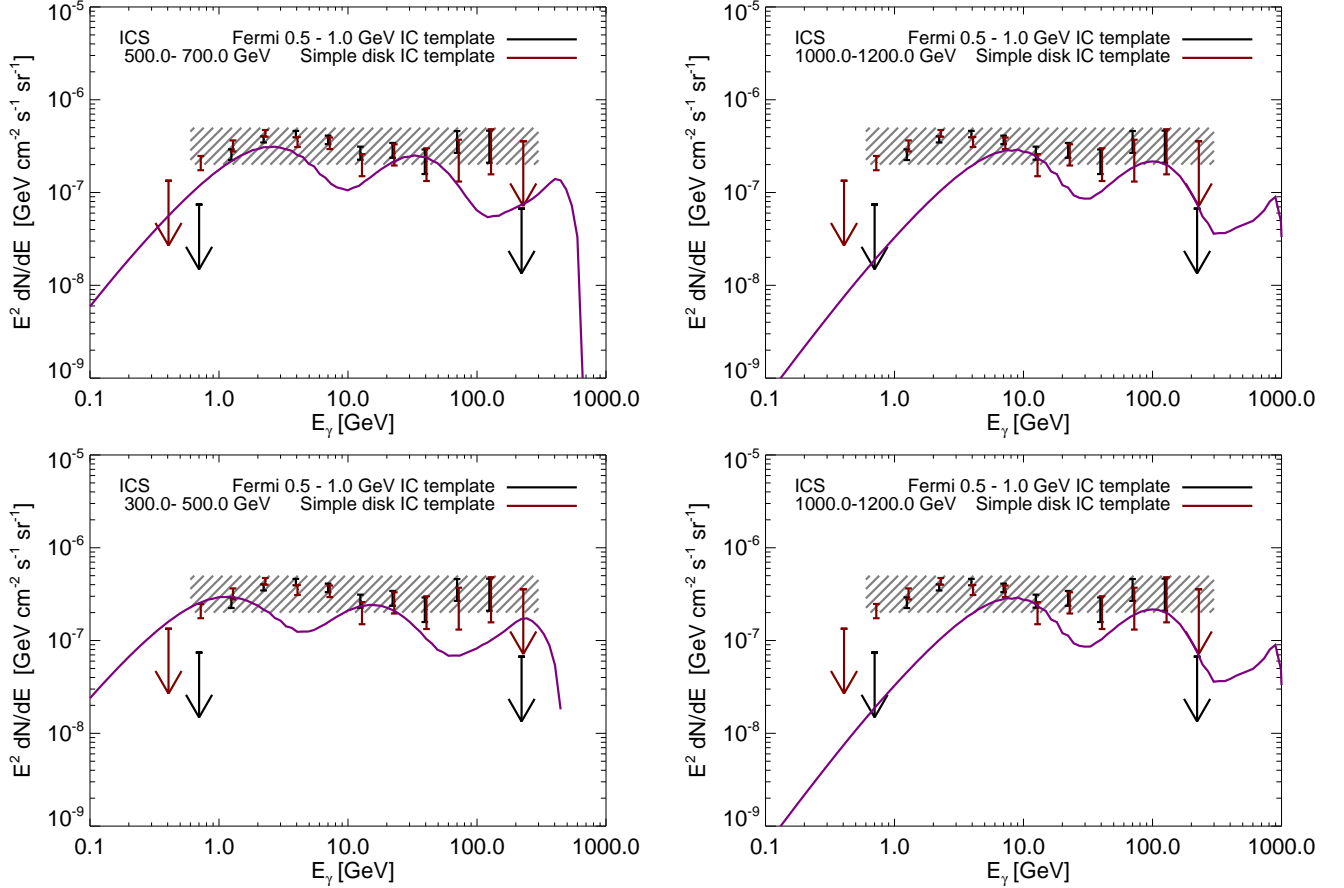 10⁻⁵
10⁻⁶
10⁻⁷
10⁻⁸
10⁻⁹
E² dN/dE [GeV cm⁻² s⁻¹ sr⁻¹]
ICS Fermi 0.5 - 1.0 GeV IC template
500.0- 700.0 GeV Simple disk IC template
0.1 1.0 10.0 100.0 1000.0
E_γ [GeV]
10⁻⁵
10⁻⁶
10⁻⁷
10⁻⁸
10⁻⁹
E² dN/dE [GeV cm⁻² s⁻¹ sr⁻¹]
ICS Fermi 0.5 - 1.0 GeV IC template
1000.0-1200.0 GeV Simple disk IC template
0.1 1.0 10.0 100.0 1000.0
E_γ [GeV]
10⁻⁵
10⁻⁶
10⁻⁷
10⁻⁸
10⁻⁹
E² dN/dE [GeV cm⁻² s⁻¹ sr⁻¹]
ICS Fermi 0.5 - 1.0 GeV IC template
300.0- 500.0 GeV Simple disk IC template
0.1 1.0 10.0 100.0 1000.0
E_γ [GeV]
10⁻⁵
10⁻⁶
10⁻⁷
10⁻⁸
10⁻⁹
E² dN/dE [GeV cm⁻² s⁻¹ sr⁻¹]
ICS Fermi 0.5 - 1.0 GeV IC template
1000.0-1200.0 GeV Simple disk IC template
0.1 1.0 10.0 100.0 1000.0
E_γ [GeV]